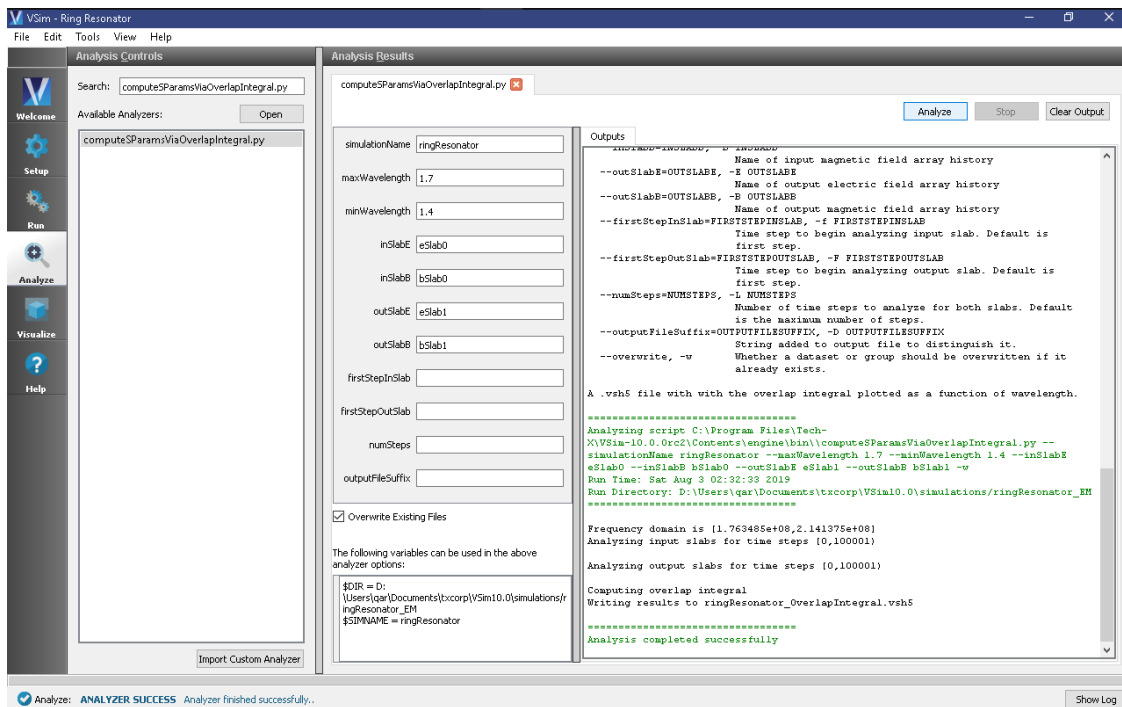 VSim - Ring Resonator
File Edit Tools View Help
Analysis Controls
Search: computeSParamsViaOverlapIntegral.py
Available Analyzers: Open
computeSParamsViaOverlapIntegral.py
Import Custom Analyzer
Welcome
Setup
Run
Analyze
Visualize
Help
Analysis Results
computeSParamsViaOverlapIntegral.py
Analyze Stop Clear Output
simulationName ringResonator
maxWavelength 1.7
minWavelength 1.4
inSlabE eSlab0
inSlabB bSlab0
outSlabE eSlab1
outSlabB bSlab1
firstStepInSlab
firstStepOutSlab
numSteps
outputFileSuffix
Overwrite Existing Files
The following variables can be used in the above
analyzer options:
$DIR = D:
\Users\qar\Documents\txcorp\VSim10.0\simulations/r
ingResonator_EM
$SIMNAME = ringResonator
Outputs
--inSlabB=INSLABB, -b INSLABB
Name of input magnetic field array history
--outSlabE=OUTSLABE, -E OUTSLABE
Name of output electric field array history
--outSlabB=OUTSLABB, -B OUTSLABB
Name of output magnetic field array history
--firstStepInSlab=FIRSTSTEPINSLAB, -f FIRSTSTEPINSLAB
Time step to begin analyzing input slab. Default is
first step.
--firstStepOutSlab=FIRSTSTEPOUTSLAB, -F FIRSTSTEPOUTSLAB
Time step to begin analyzing output slab. Default is
first step.
--numSteps=NUMSTEPS, -L NUMSTEPS
Number of time steps to analyze for both slabs. Default
is the maximum number of steps.
--outputFileSuffix=OUTPUTFILESUFFIX, -D OUTPUTFILESUFFIX
String added to output file to distinguish it.
--overwrite, -w Whether a dataset or group should be overwritten if it
already exists.
A .vsh5 file with with the overlap integral plotted as a function of wavelength.
==================================
Analyzing script C:\Program Files\Tech-
X\VSim-10.0.0rc2\Contents\engine\bin\\computeSParamsViaOverlapIntegral.py --
simulationName ringResonator --maxWavelength 1.7 --minWavelength 1.4 --inSlabE
eSlab0 --inSlabB bSlab0 --outSlabE eSlab1 --outSlabB bSlab1 -w
Run Time: Sat Aug 3 02:32:33 2019
Run Directory: D:\Users\qar\Documents\txcorp\VSim10.0\simulations/ringResonator_EM
==================================
Frequency domain is [1.763485e+08,2.141375e+08]
Analyzing input slabs for time steps [0,100001)
Analyzing output slabs for time steps [0,100001)
Computing overlap integral
Writing results to ringResonator_OverlapIntegral.vsh5
==================================
Analysis completed successfully
Analyze: ANALYZER SUCCESS Analyzer finished successfully..
Show Log